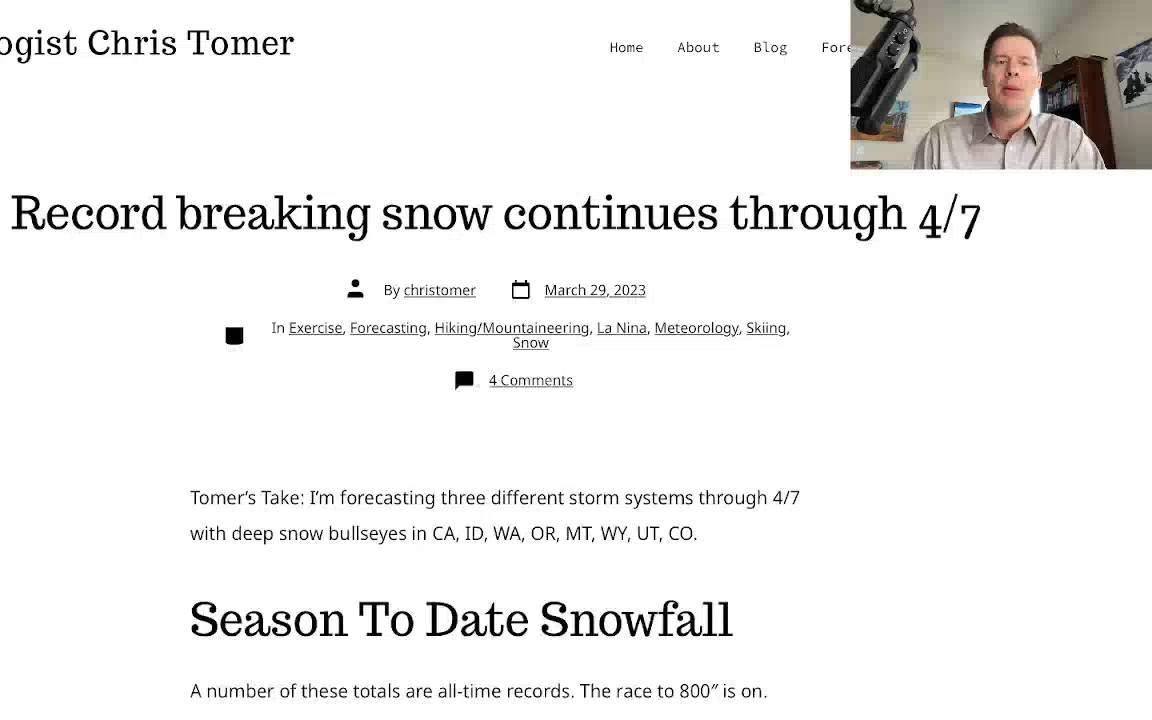 ogist Chris Tomer
Home About Blog Fore
Record breaking snow continues through 4/7
By christomer March 29, 2023
In Exercise, Forecasting, Hiking/Mountaineering, La Nina, Meteorology, Skiing,
Snow
4 Comments
Tomer’s Take: I’m forecasting three different storm systems through 4/7
with deep snow bullseyes in CA, ID, WA, OR, MT, WY, UT, CO.
Season To Date Snowfall
A number of these totals are all-time records. The race to 800″ is on.